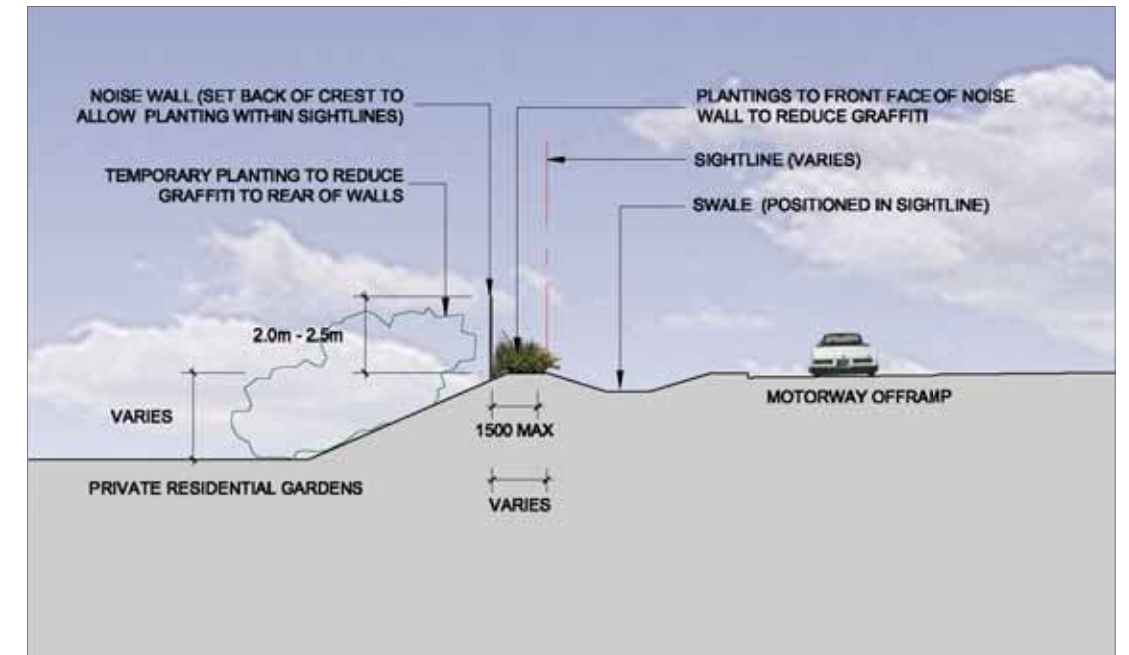 NOISE WALL (SET BACK OF CREST TO
ALLOW PLANTING WITHIN SIGHTLINES)
TEMPORARY PLANTING TO REDUCE
GRAFFITI TO REAR OF WALLS
PLANTINGS TO FRONT FACE OF NOISE
WALL TO REDUCE GRAFFITI
SIGHTLINE (VARIES)
SWALE (POSITIONED IN SIGHTLINE)
2.0m - 2.5m
VARIES
MOTORWAY OFFRAMP
1500 MAX
PRIVATE RESIDENTIAL GARDENS
VARIES